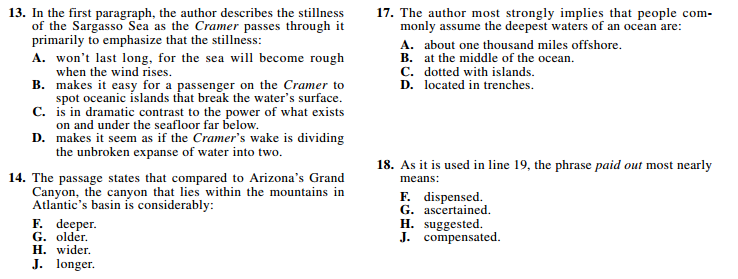 13. In the first paragraph, the author describes the stillness
of the Sargasso Sea as the Cramer passes through it
primarily to emphasize that the stillness:
A. won't last long, for the sea will become rough
when the wind rises.
B. makes it easy for a passenger on the Cramer to
spot oceanic islands that break the water's surface.
C. is in dramatic contrast to the power of what exists
on and under the seafloor far below.
D. makes it seem as if the Cramer's wake is dividing
the unbroken expanse of water into two.
14. The passage states that compared to Arizona's Grand
Canyon, the canyon that lies within the mountains in
Atlantic's basin is considerably:
F. deeper.
G. older.
H. wider.
J. longer.
17. The author most strongly implies that people com-
monly assume the deepest waters of an ocean are:
A. about one thousand miles offshore.
B. at the middle of the ocean.
C. dotted with islands.
D. located in trenches.
18. As it is used in line 19, the phrase paid out most nearly
means:
F. dispensed.
G. ascertained.
H. suggested.
J. compensated.